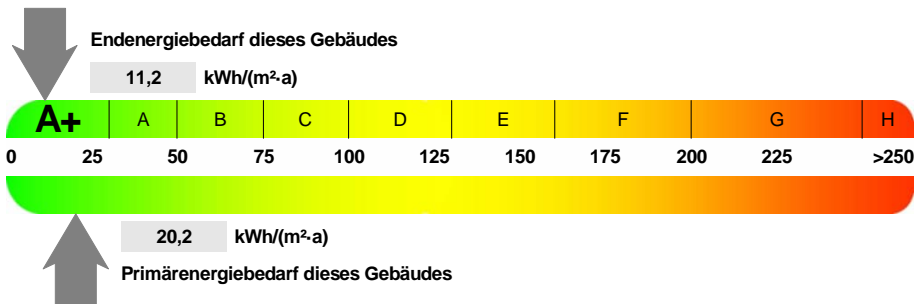 Endenergiebedarf dieses Gebäudes
11,2 kWh/(m²·a)
A+ A B C D E F G H
0 25 50 75 100 125 150 175 200 225 >250
20,2 kWh/(m²·a)
Primärenergiebedarf dieses Gebäudes